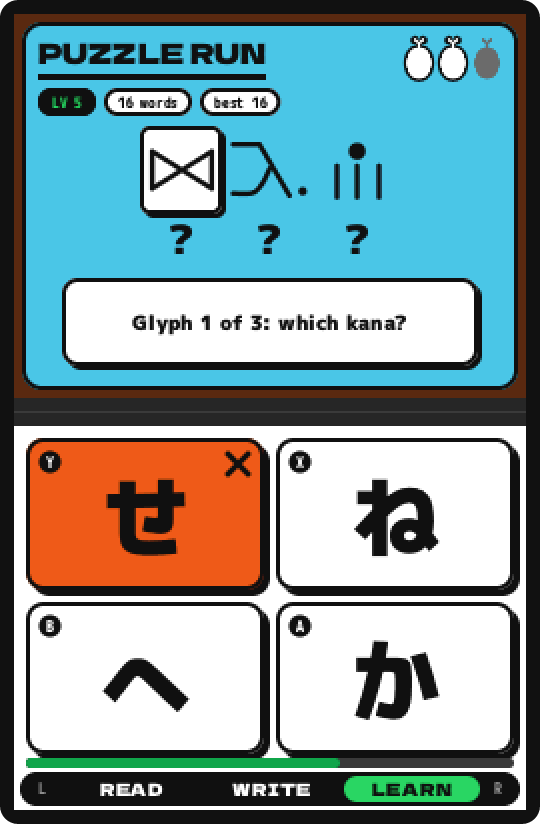 PUZZLE RUN
LV 5
16 words
best 16
? ? ?
Glyph 1 of 3: which kana?
Y
せ
X
ね
B
へ
A
か
L READ WRITE LEARN R